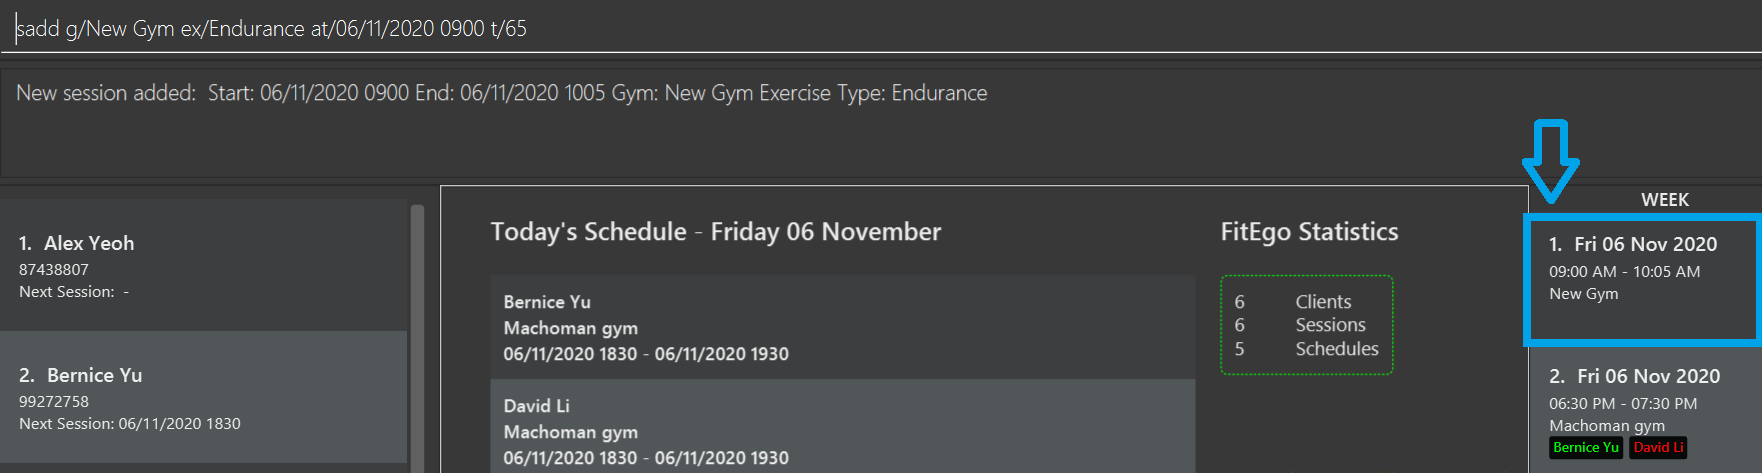 sadd g/New Gym ex/Endurance at/06/11/2020 0900 t/65
New session added:  Start: 06/11/2020 0900 End: 06/11/2020 1005 Gym: New Gym Exercise Type: Endurance
1. Alex Yeoh
87438807
Next Session: -
2. Bernice Yu
99272758
Next Session: 06/11/2020 1830
Today's Schedule - Friday 06 November
Bernice Yu
Machoman gym
06/11/2020 1830 - 06/11/2020 1930
David Li
Machoman gym
06/11/2020 1830 - 06/11/2020 1930
FitEgo Statistics
6 Clients
6 Sessions
5 Schedules
WEEK
1. Fri 06 Nov 2020
09:00 AM - 10:05 AM
New Gym
2. Fri 06 Nov 2020
06:30 PM - 07:30 PM
Machoman gym
Bernice Yu David Li